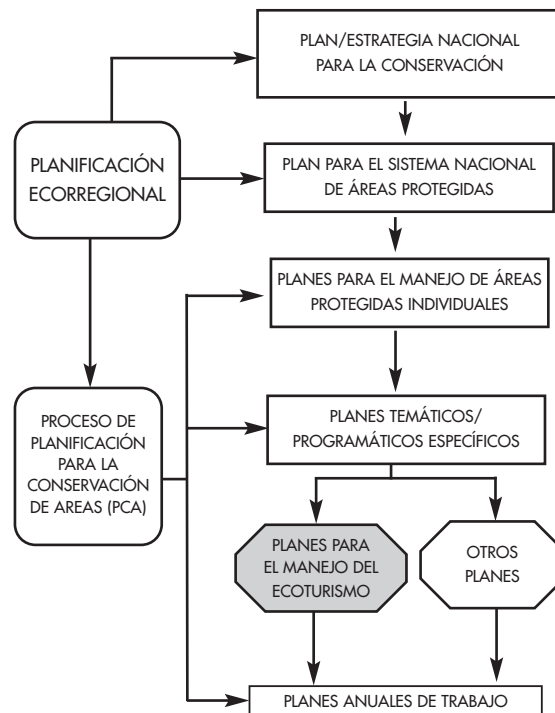 PLAN/ESTRATEGIA NACIONAL
PARA LA CONSERVACIÓN
PLANIFICACIÓN
ECORREGIONAL
PLAN PARA EL SISTEMA NACIONAL
DE ÁREAS PROTEGIDAS
PLANES PARA EL MANEJO DE ÁREAS
PROTEGIDAS INDIVIDUALES
PROCESO DE
PLANIFICACIÓN
PARA LA
CONSERVACIÓN
DE AREAS (PCA)
PLANES TEMÁTICOS/
PROGRAMÁTICOS ESPECÍFICOS
PLANES PARA
EL MANEJO DEL
ECOTURISMO
OTROS
PLANES
PLANES ANUALES DE TRABAJO